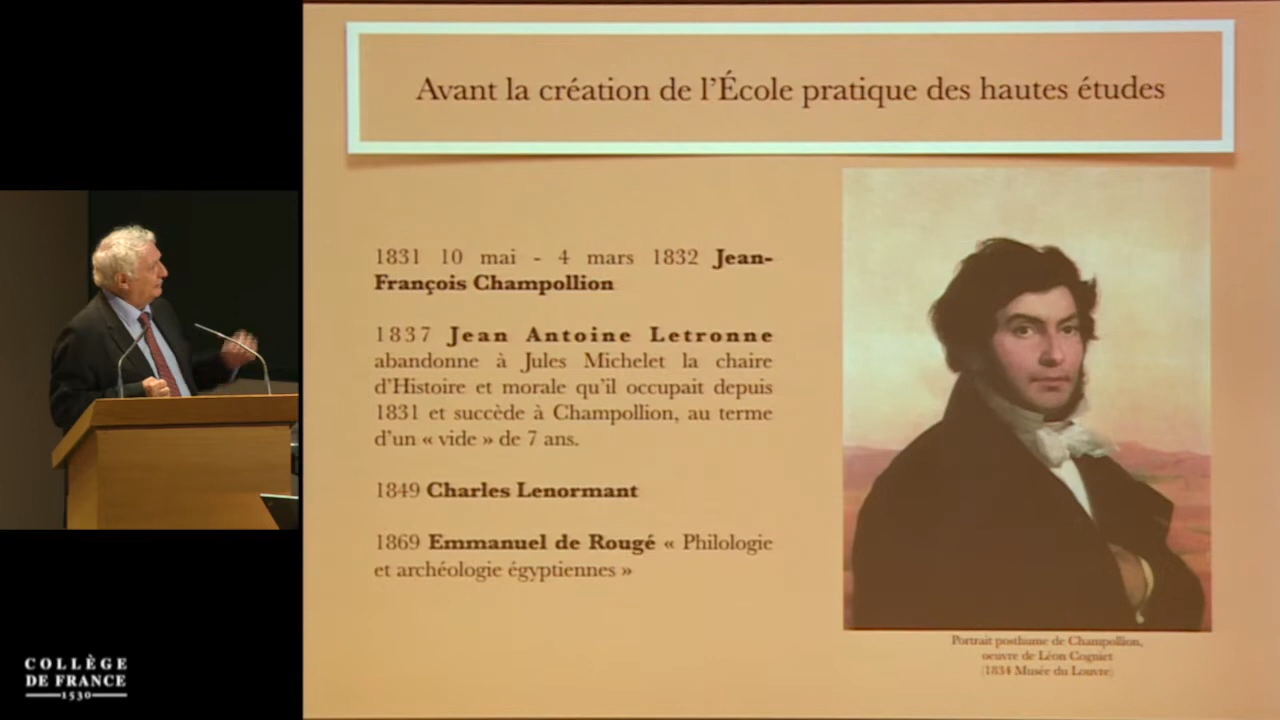 Avant la création de l'École pratique des hautes études
1831 10 mai - 4 mars 1832 Jean-
François Champollion
1837 Jean Antoine Letronne
abandonne à Jules Michelet la chaire
d'Histoire et morale qu'il occupait depuis
1831 et succède à Champollion, au terme
d'un « vide » de 7 ans.
1849 Charles Lenormant
1869 Emmanuel de Rougé « Philologie
et archéologie égyptiennes »
Portrait posthume de Champollion,
oeuvre de Léon Cogniet
(1834 Musée du Louvre)
COLLÈGE
DE FRANCE
1530